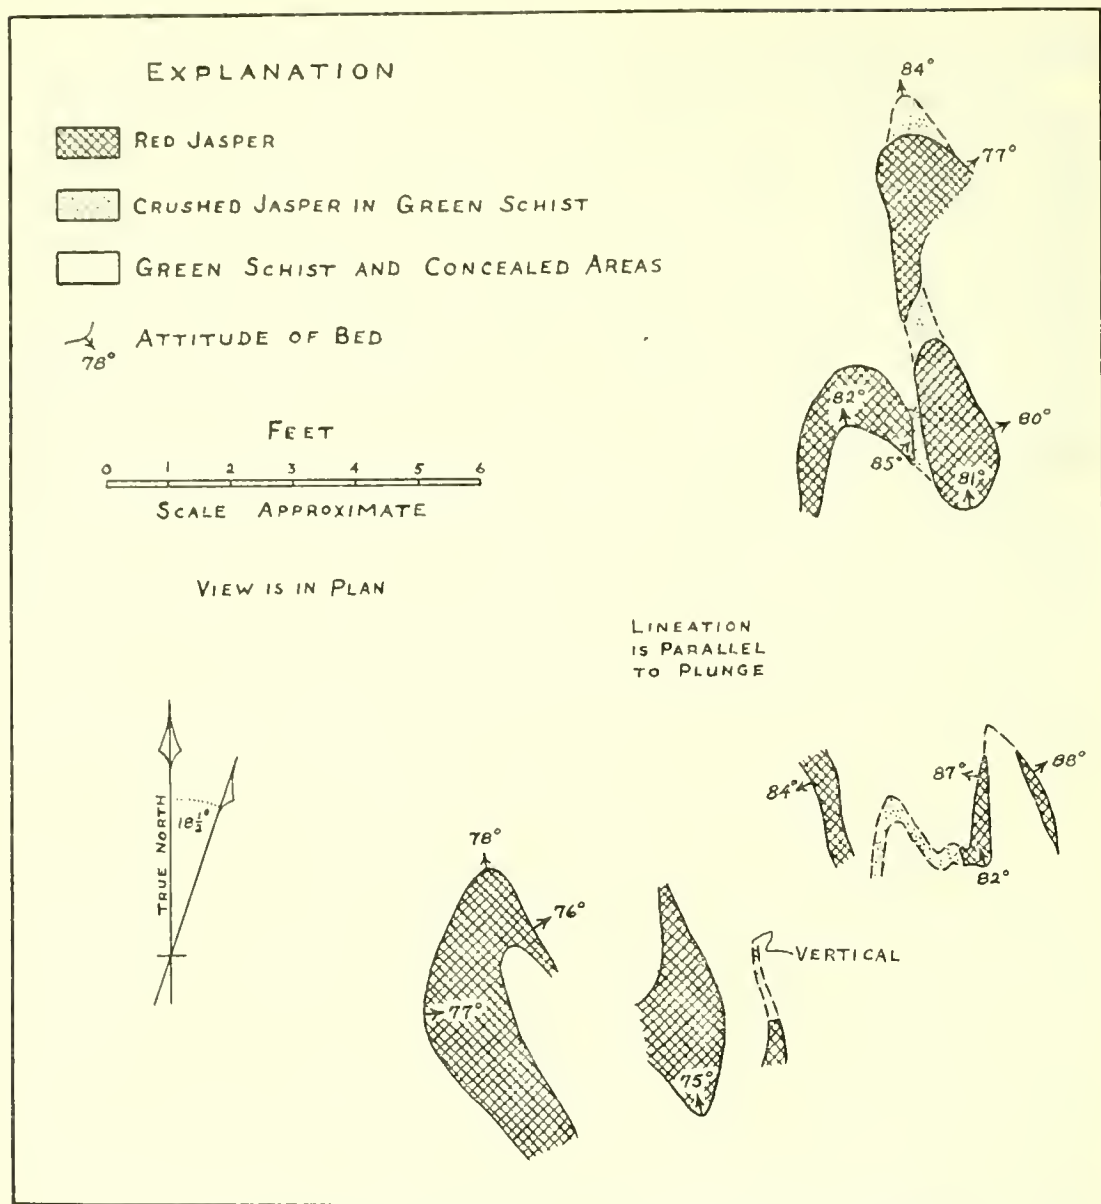 EXPLANATION
RED JASPER
CRUSHED JASPER IN GREEN SCHIST
GREEN SCHIST AND CONCEALED AREAS
78°
ATTITUDE OF BED
FEET
0 1 2 3 4 5 6
SCALE APPROXIMATE
VIEW IS IN PLAN
84°
77°
82°
85°
80°
81°
LINEATION
IS PARALLEL
TO PLUNGE
TRUE NORTH
18½°
84°
87°
88°
82°
78°
76°
77°
75°
VERTICAL